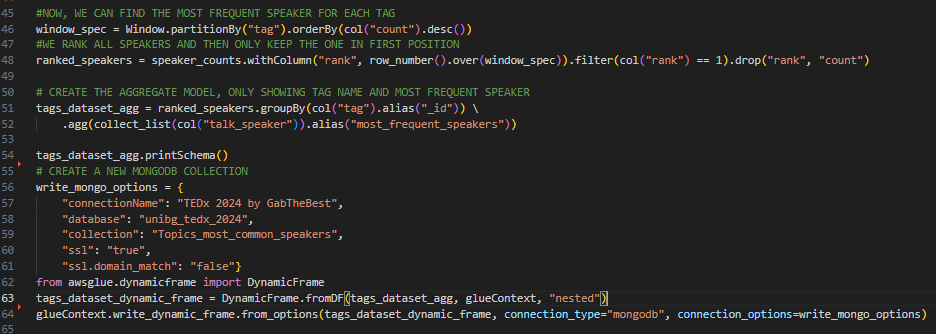 45 #NOW, WE CAN FIND THE MOST FREQUENT SPEAKER FOR EACH TAG
46 window_spec = Window.partitionBy("tag").orderBy(col("count").desc())
47 #WE RANK ALL SPEAKERS AND THEN ONLY KEEP THE ONE IN FIRST POSITION
48 ranked_speakers = speaker_counts.withColumn("rank", row_number().over(window_spec)).filter(col("rank") == 1).drop("rank", "count")
49
50 # CREATE THE AGGREGATE MODEL, ONLY SHOWING TAG NAME AND MOST FREQUENT SPEAKER
51 tags_dataset_agg = ranked_speakers.groupBy(col("tag").alias("_id")) \
52     .agg(collect_list(col("talk_speaker")).alias("most_frequent_speakers"))
53
54 tags_dataset_agg.printSchema()
55 # CREATE A NEW MONGODB COLLECTION
56 write_mongo_options = {
57     "connectionName": "TEDx 2024 by GabTheBest",
58     "database": "unibg_tedx_2024",
59     "collection": "Topics_most_common_speakers",
60     "ssl": "true",
61     "ssl.domain_match": "false"}
62 from awsglue.dynamicframe import DynamicFrame
63 tags_dataset_dynamic_frame = DynamicFrame.fromDF(tags_dataset_agg, glueContext, "nested")
64 glueContext.write_dynamic_frame.from_options(tags_dataset_dynamic_frame, connection_type="mongodb", connection_options=write_mongo_options)
65